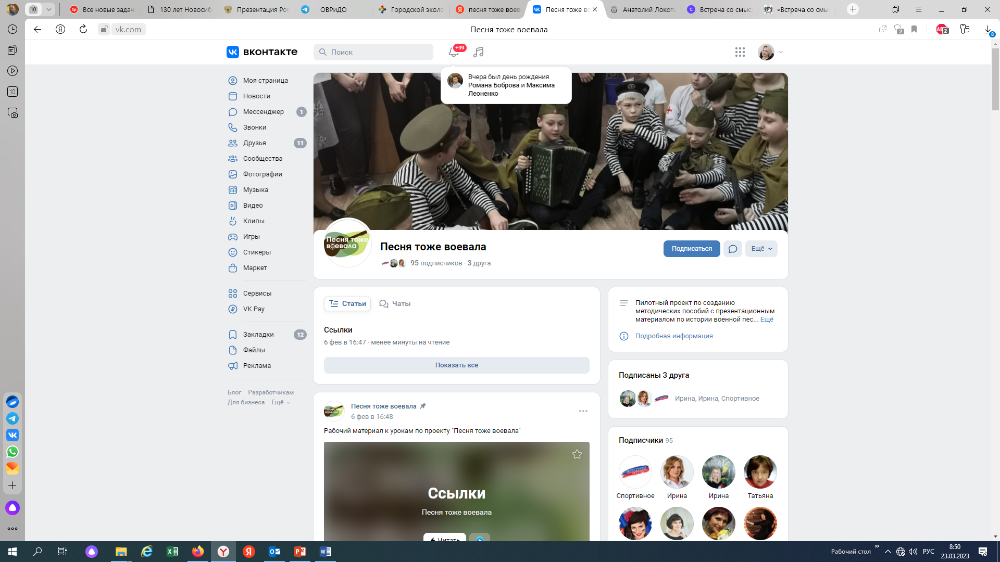 10
Все новые задач
130 лет Новосиб
Презентация Pow
ОВРиДО
Городской эколо
песня тоже воев
Песня тоже во
Анатолий Локоть
Встреча со смыс
«Встреча со смы
vk.com
Песня тоже воевала
2
2
8
10
вконтакте
Поиск
+99
Вчера был день рождения
Романа Боброва и Максима
Леоненко
Моя страница
Новости
Мессенджер 1
Звонки
Друзья 11
Сообщества
Фотографии
Музыка
Видео
Клипы
Игры
Стикеры
Маркет
Сервисы
VK Pay
Закладки 12
Файлы
Реклама
Блог Разработчикам
Для бизнеса Ещё
Песня тоже
воевала
Песня тоже воевала
95 подписчиков · 3 друга
Подписаться
Ещё
Статьи
Чаты
Ссылки
6 фев в 16:47 · менее минуты на чтение
Показать все
Песня тоже воевала
6 фев в 16:48
Рабочий материал к урокам по проекту "Песня тоже воевала"
Ссылки
Песня тоже воевала
Читать
Пилотный проект по созданию
методических пособий с презентационным
материалом по истории военной пес... Ещё
Подробная информация
Подписаны 3 друга
Ирина, Ирина, Спортивное
Подписчики 95
Спортивное Ирина Ирина Татьяна
Рабочий стол
РУС
8:50
23.03.2023